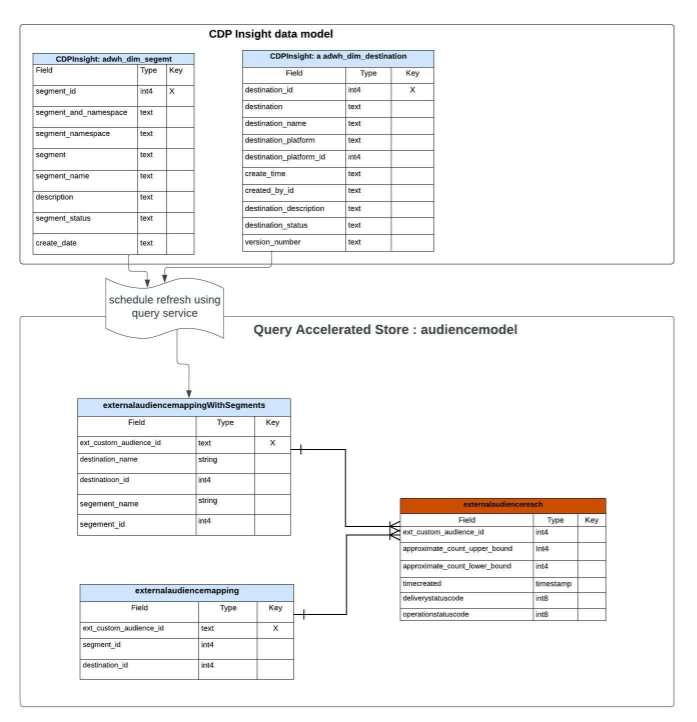 CDP Insight data model
CDPInsight: adwh_dim_segemt
Field Type Key
segment_id int4 X
segment_and_namespace text
segment_namespace text
segment text
segment_name text
description text
segment_status text
create_date text
CDPInsight: a adwh_dim_destination
Field Type Key
destination_id int4 X
destination text
destination_name text
destination_platform text
destination_platform_id int4
create_time text
created_by_id text
destination_description text
destination_status text
version_number text
schedule refresh using
query service
Query Accelerated Store : audiencemodel
externalaudiencemappingWithSegments
Field Type Key
ext_custom_audience_id text X
destination_name string
destinatioon_id int4
segement_name string
segement_id int4
externalaudiencereach
Field Type Key
ext_custom_audience_id int4
approximate_count_upper_bound Int4
approximate_count_lower_bound int4
timecreated timestamp
deliverystatuscode int8
operationstatuscode int8
externalaudiencemapping
Field Type Key
ext_custom_audience_id text X
segment_id int4
destination_id int4